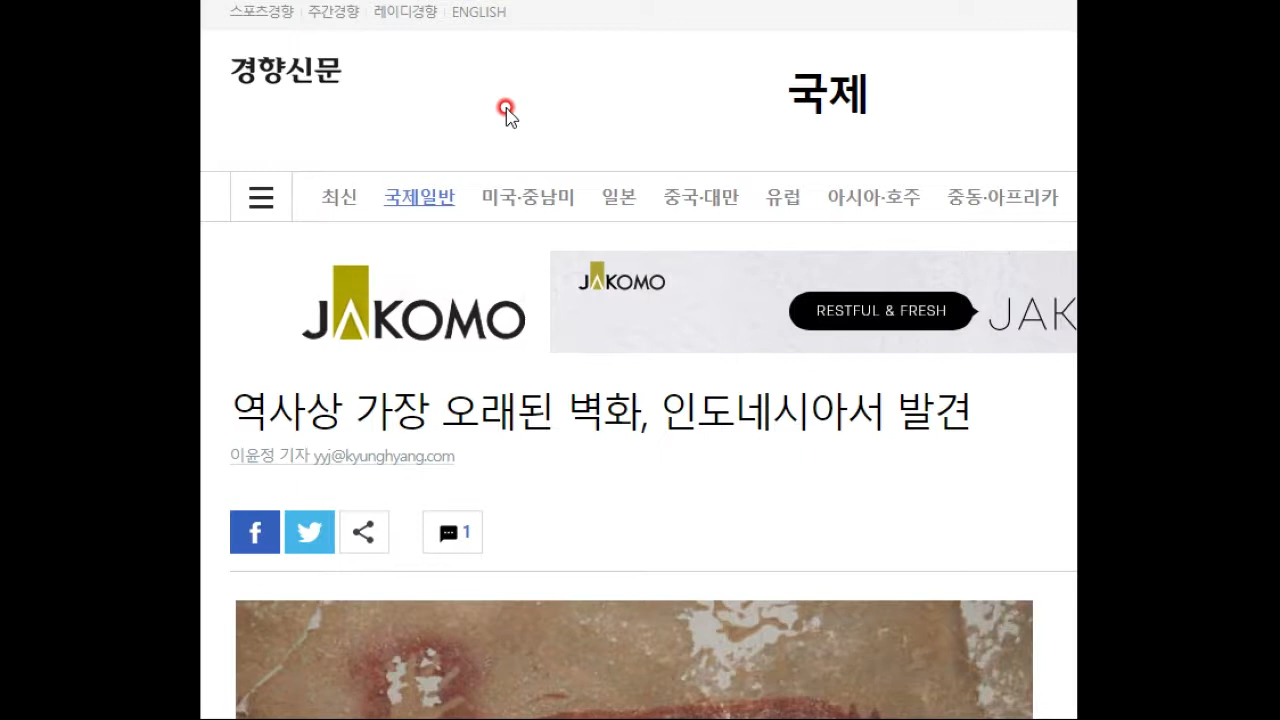 스포츠경향 주간경향 레이디경향 ENGLISH
경향신문
국제
최신 국제일반 미국·중남미 일본 중국·대만 유럽 아시아·호주 중동·아프리카
JAKOMO
JAKOMO
RESTFUL & FRESH
JAK
역사상 가장 오래된 벽화, 인도네시아서 발견
이윤정 기자 yyj@kyunghyang.com
f
1